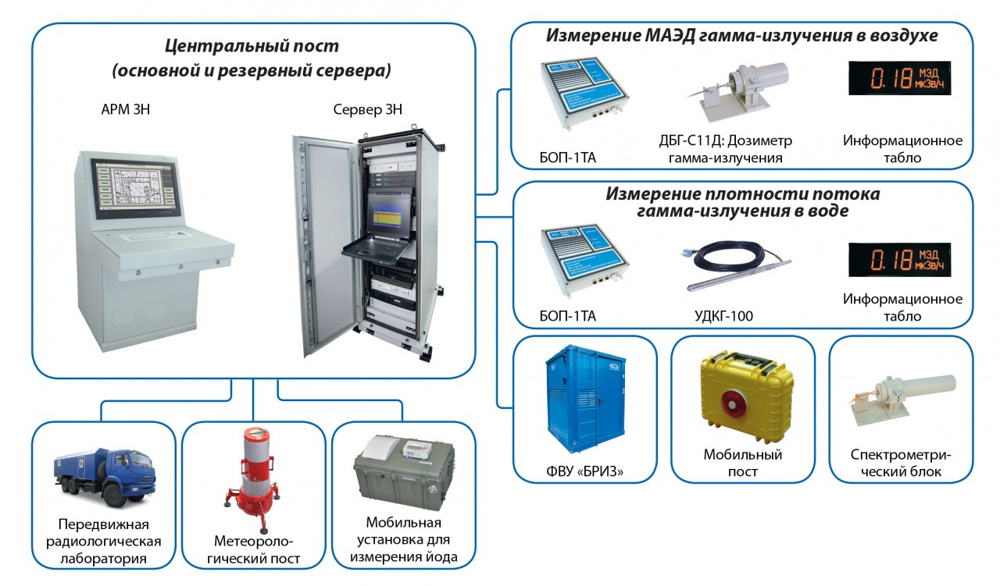 Центральный пост
(основной и резервный сервера)
АРМ 3Н
Сервер 3Н
Измерение МАЭД гамма-излучения в воздухе
0.18 МЭД
мкЗв/ч
БОП-1ТА
ДБГ-С11Д: Дозиметр
гамма-излучения
Информационное
табло
Измерение плотности потока
гамма-излучения в воде
0.18 МЭД
мкЗв/ч
БОП-1ТА
УДКГ-100
Информационное
табло
ФВУ «БРИЗ»
Мобильный
пост
Спектрометри-
ческий блок
Передвижная
радиологическая
лаборатория
Метеороло-
гический пост
Мобильная
установка для
измерения йода